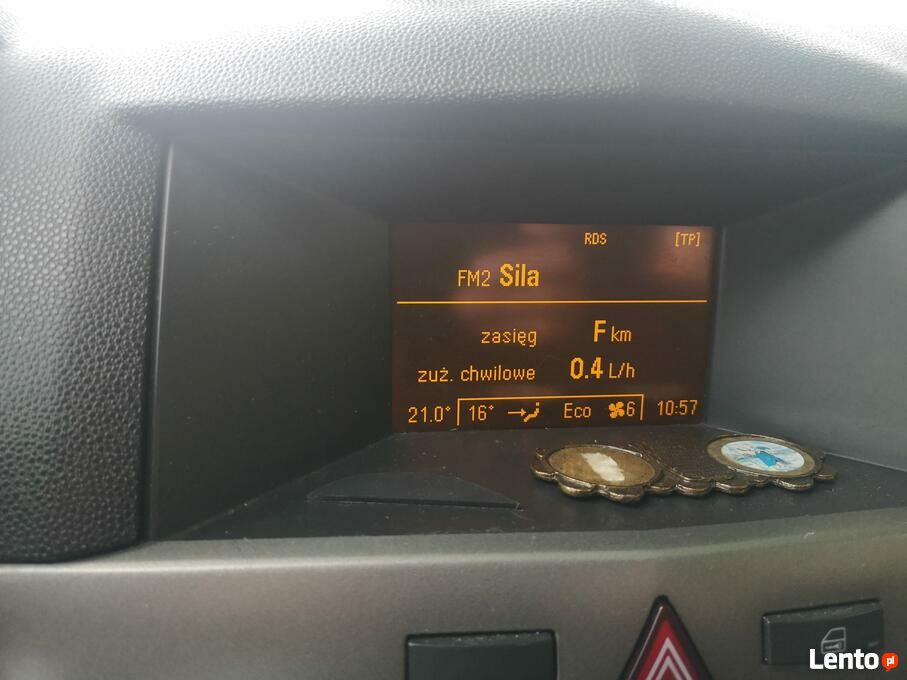 RDS [TP]
FM2 Sila
zasięg F km
zuż. chwilowe 0.4 L/h
21.0° 16° Eco 6 10:57
Lento pl